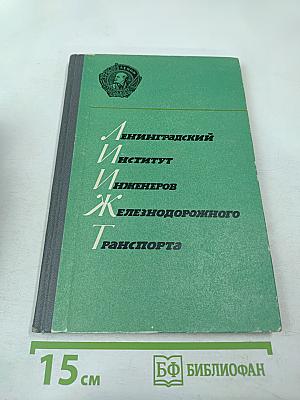 Ленинградский
Институт
Инженеров
Железнодорожного
Транспорта
15 см
БФ БИБЛИОФАН